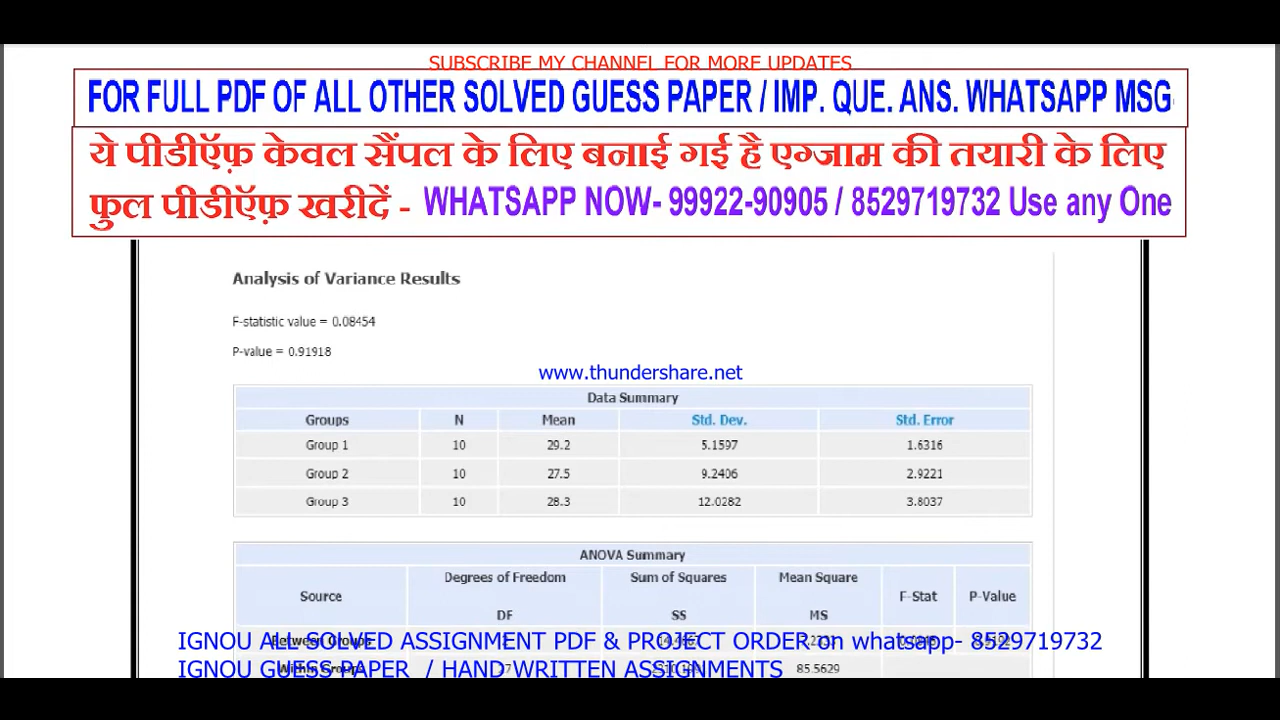 SUBSCRIBE MY CHANNEL FOR MORE UPDATES
FOR FULL PDF OF ALL OTHER SOLVED GUESS PAPER / IMP. QUE. ANS. WHATSAPP MSG
ये पीडीऍफ़ केवल सैंपल के लिए बनाई गई है एग्जाम की तयारी के लिए
फुल पीडीऍफ़ खरीदें - WHATSAPP NOW- 99922-90905 / 8529719732 Use any One
Analysis of Variance Results
F-statistic value = 0.08454
P-value = 0.91918
www.thundershare.net
Data Summary
Groups N Mean Std. Dev. Std. Error
Group 1 10 29.2 5.1597 1.6316
Group 2 10 27.5 9.2406 2.9221
Group 3 10 28.3 12.0282 3.8037
ANOVA Summary
Source Degrees of Freedom Sum of Squares Mean Square F-Stat P-Value
DF SS MS
Between Groups
IGNOU ALL SOLVED ASSIGNMENT PDF & PROJECT ORDER on whatsapp- 8529719732
Within Groups 85.5629
IGNOU GUESS PAPER / HAND WRITTEN ASSIGNMENTS